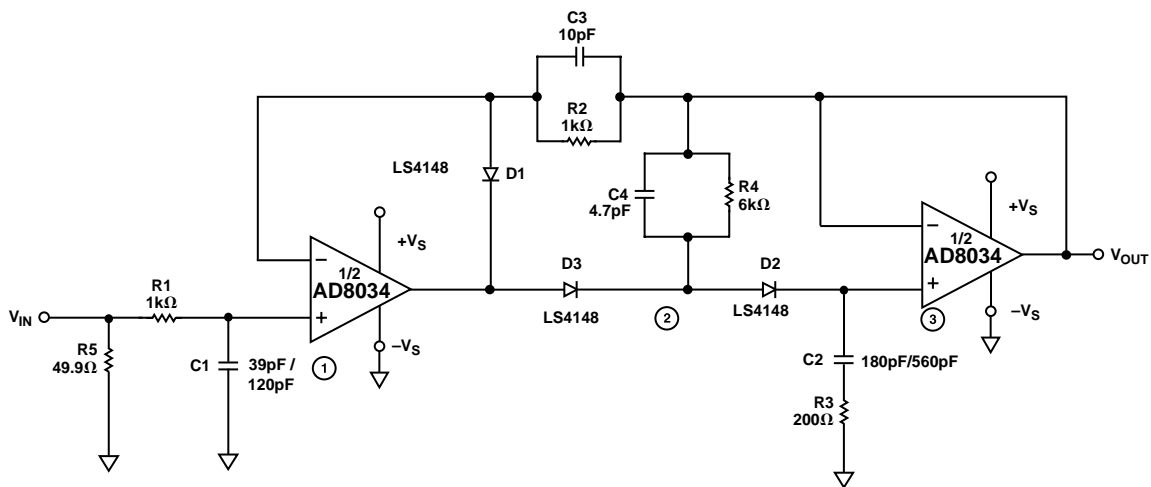 C3
10pF
R2
1kΩ
LS4148
D1
C4
4.7pF
R4
6kΩ
+VS
+VS
−
1/2
AD8034
+
−VS
−
1/2
AD8034
+
−VS
VOUT
D3
LS4148
2
D2
LS4148
3
VIN
R1
1kΩ
R5
49.9Ω
C1
39pF /
120pF
1
C2
180pF/560pF
R3
200Ω